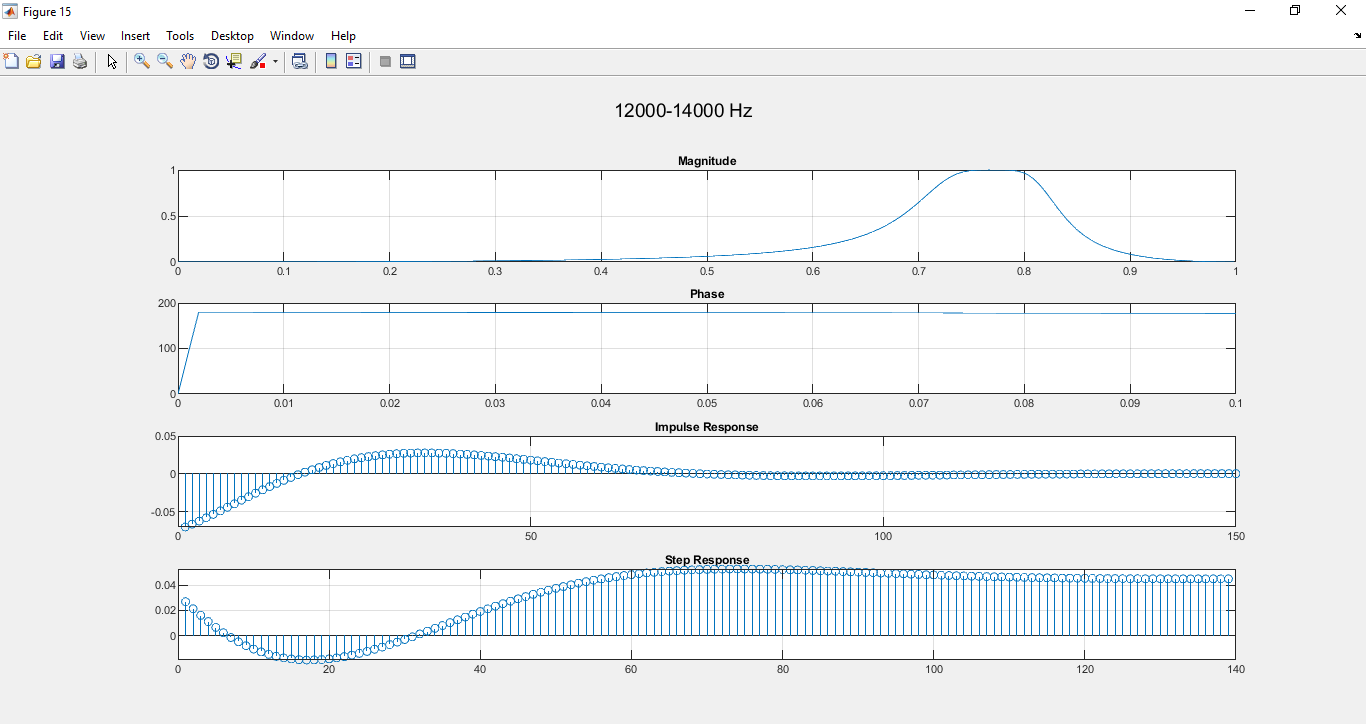 Figure 15
File Edit View Insert Tools Desktop Window Help
12000-14000 Hz
Magnitude
1
0.5
0
0 0.1 0.2 0.3 0.4 0.5 0.6 0.7 0.8 0.9 1
Phase
200
100
0
0 0.01 0.02 0.03 0.04 0.05 0.06 0.07 0.08 0.09 0.1
Impulse Response
0.05
0
-0.05
0 50 100 150
Step Response
0.04
0.02
0
0 20 40 60 80 100 120 140